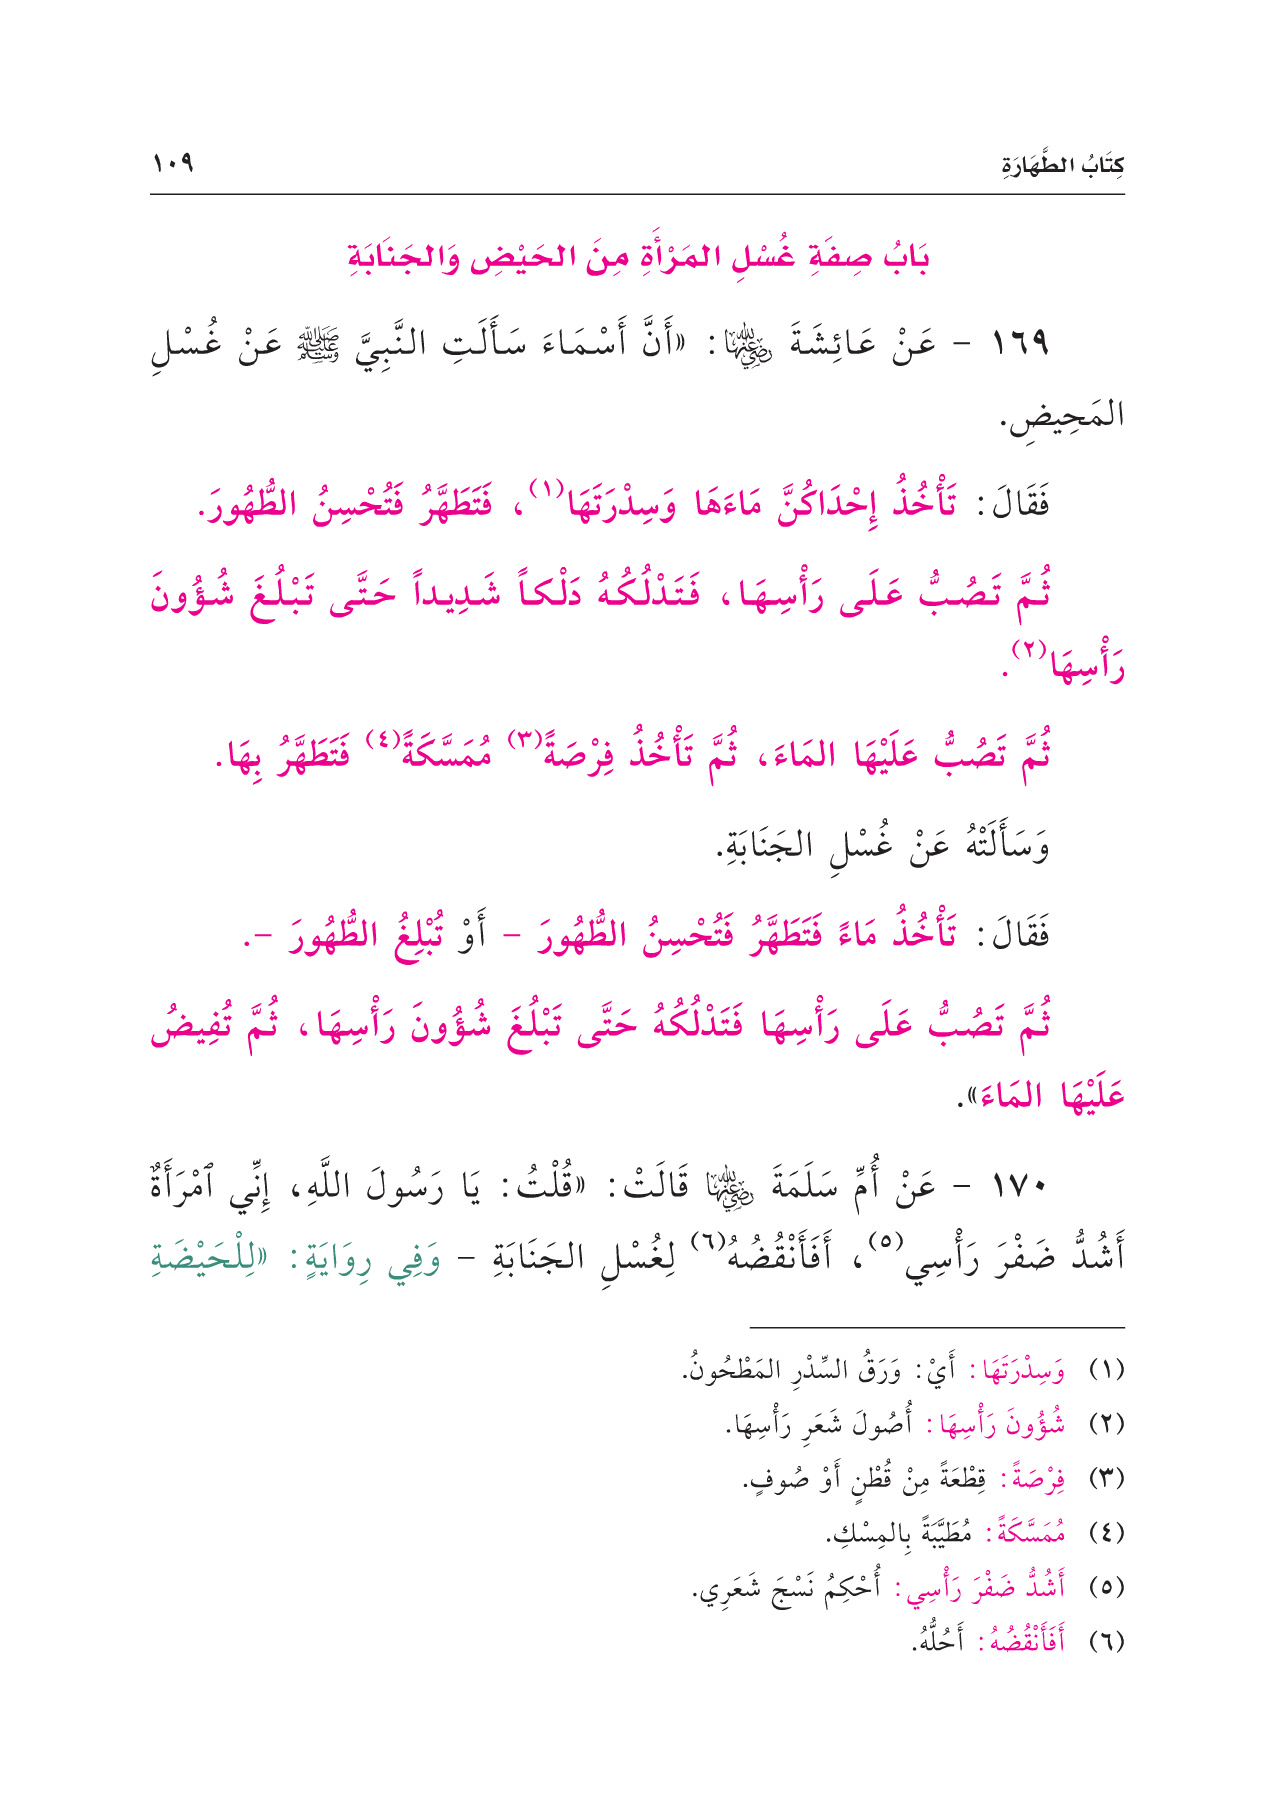 كِتَابُ الطَّهَارَةِ ١٠٩
بَابُ صِفَةِ غُسْلِ المَرْأَةِ مِنَ الحَيْضِ وَالجَنَابَةِ
١٦٩ - عَنْ عَائِشَةَ رضي الله عنها: «أَنَّ أَسْمَاءَ سَأَلَتِ النَّبِيَّ ﷺ عَنْ غُسْلِ
المَحِيضِ.
فَقَالَ: تَأْخُذُ إِحْدَاكُنَّ مَاءَهَا وَسِدْرَتَهَا(١)، فَتَطَهَّرُ فَتُحْسِنُ الطُّهُورَ.
ثُمَّ تَصُبُّ عَلَى رَأْسِهَا، فَتَدْلُكُهُ دَلْكاً شَدِيداً حَتَّى تَبْلُغَ شُؤُونَ
رَأْسِهَا(٢).
ثُمَّ تَصُبُّ عَلَيْهَا المَاءَ، ثُمَّ تَأْخُذُ فِرْصَةً(٣) مُمَسَّكَةً(٤) فَتَطَهَّرُ بِهَا.
وَسَأَلَتْهُ عَنْ غُسْلِ الجَنَابَةِ.
فَقَالَ: تَأْخُذُ مَاءً فَتَطَهَّرُ فَتُحْسِنُ الطُّهُورَ - أَوْ تُبْلِغُ الطُّهُورَ -.
ثُمَّ تَصُبُّ عَلَى رَأْسِهَا فَتَدْلُكُهُ حَتَّى تَبْلُغَ شُؤُونَ رَأْسِهَا، ثُمَّ تُفِيضُ
عَلَيْهَا المَاءَ».
١٧٠ - عَنْ أُمِّ سَلَمَةَ رضي الله عنها قَالَتْ: «قُلْتُ: يَا رَسُولَ اللَّهِ، إِنِّي ٱمْرَأَةٌ
أَشُدُّ ضَفْرَ رَأْسِي(٥)، أَفَأَنْقُضُهُ(٦) لِغُسْلِ الجَنَابَةِ - وَفِي رِوَايَةٍ: «لِلْحَيْضَةِ
(١) وَسِدْرَتَهَا: أَيْ: وَرَقُ السِّدْرِ المَطْحُونُ.
(٢) شُؤُونَ رَأْسِهَا: أُصُولَ شَعَرِ رَأْسِهَا.
(٣) فِرْصَةً: قِطْعَةً مِنْ قُطْنٍ أَوْ صُوفٍ.
(٤) مُمَسَّكَةً: مُطَيَّبَةً بِالمِسْكِ.
(٥) أَشُدُّ ضَفْرَ رَأْسِي: أُحْكِمُ نَسْجَ شَعَرِي.
(٦) أَفَأَنْقُضُهُ: أَحُلُّهُ.